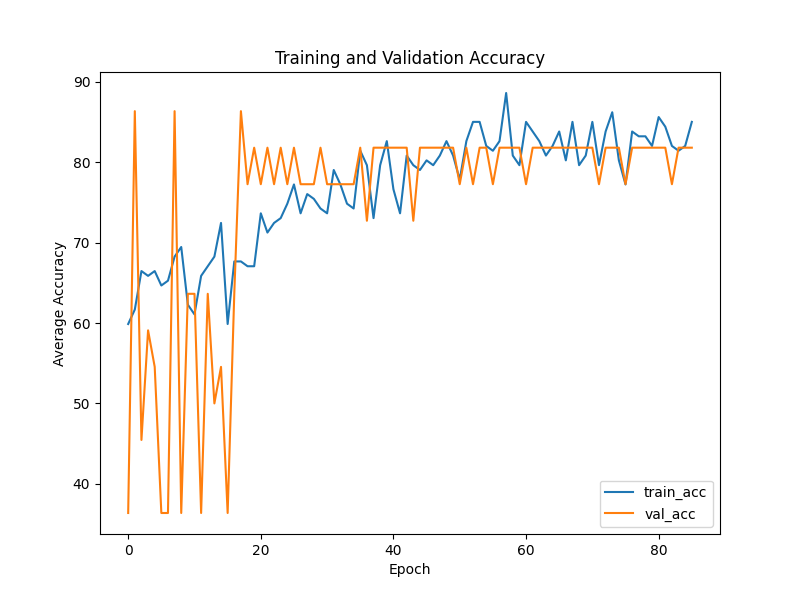 Training and Validation Accuracy
90
80
70
60
50
40
Average Accuracy
0 20 40 60 80
Epoch
train_acc
val_acc